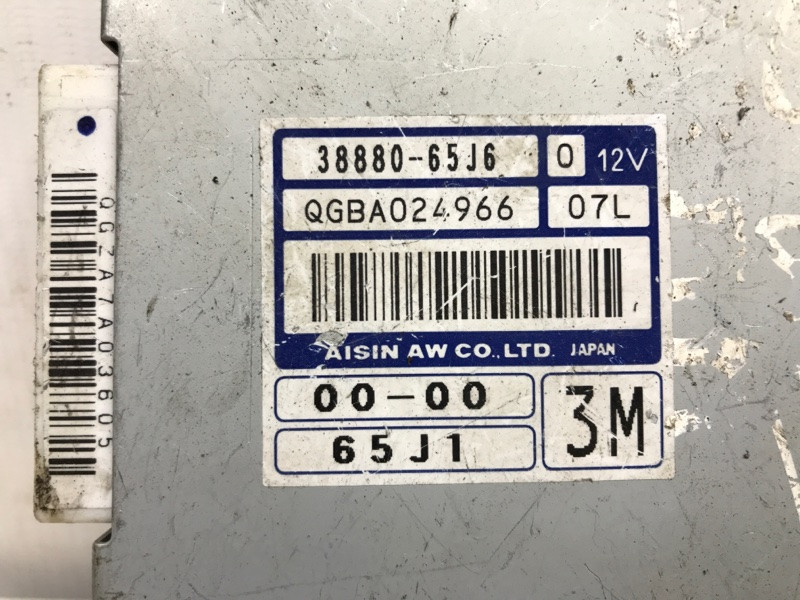 38880-65J6 0 12V
QGBA024966 07L
AISIN AW CO.,LTD. JAPAN
00-00
65J1
3M
QGZA7A03605